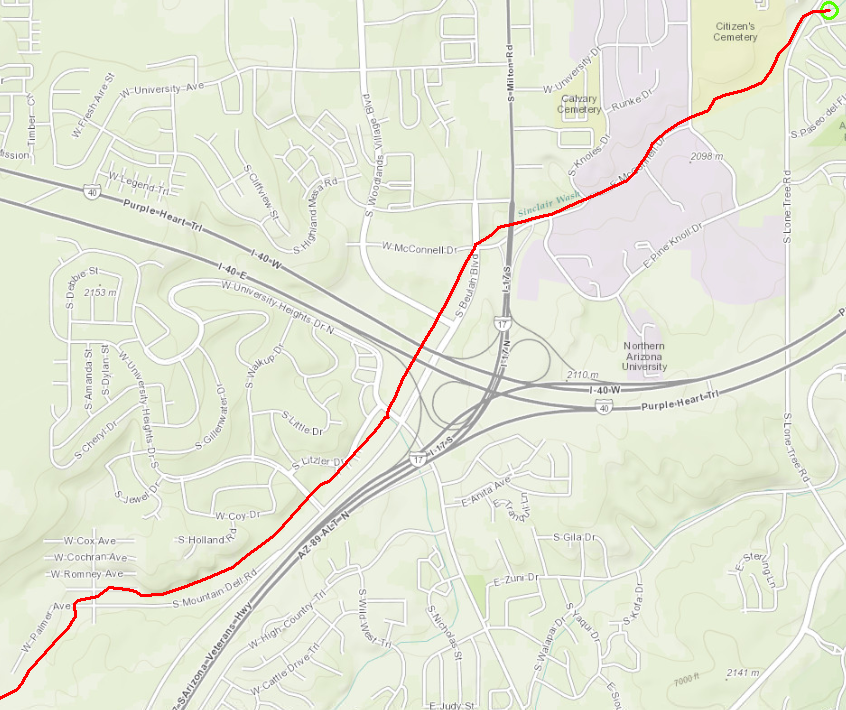 Citizen's
Cemetery
S-Milton-Rd
W-University-Dr
W-University-Ave
W-Fresh-Aire-St
Timber
Calvary
Cemetery
Runke-Dr
S-Woodlands-Village-Blvd
S-Paseo-del-Fl
A
Mission
S-Knoles-Dr
E-McConnell-Dr
2098 m
W-Legend-Trl
S-Cliffview-St
S-Highland-Mesa-Rd
40
Purple-Heart-Trl
Sinclair Wash
S-Lone-Tree-Rd
I-40-W
W-McConnell-Dr
E-Pine Knoll Dr
I-40-E
S-Beulah Blvd
I-17-S
S-Debbie-St
2153 m
W-University-Heights-Dr-N
17
Northern
Arizona
University
I-17-N
S-Amanda St
S-Dylan-St
W-University-Heights-Dr-S
S-Walkup-Dr
2110 m
I-40-W
40
Purple-Heart-Trl
S-Gillenwater-Dr
S-Little-Dr
S-Cheryl-Dr
S-Lone-Tree-Rd
I-17-S
17
S-Litzler-Dr
S-Jewel-Dr
E-Anita-Ave
W-Coy-Dr
AZ-89-ALT-N
S-Holland-Rd
S-Gila-Dr
W-Cox-Ave
W-Cochran-Ave
W-Romney-Ave
S-Mountain Dell Rd
E-Zuni-Dr
E-Sterling-Ln
S-Kofa-Dr
W-Palmer-Ave
W-High-Country-Trl
S-Wild-West-Trl
S-Nicholas-St
S-Yaqui-Dr
S-Walapai-Dr
S-Arizona-Veterans-Hwy
W-Cattle-Drive-Trl
7000 ft
2141 m
E-Judy-St
E-Siou